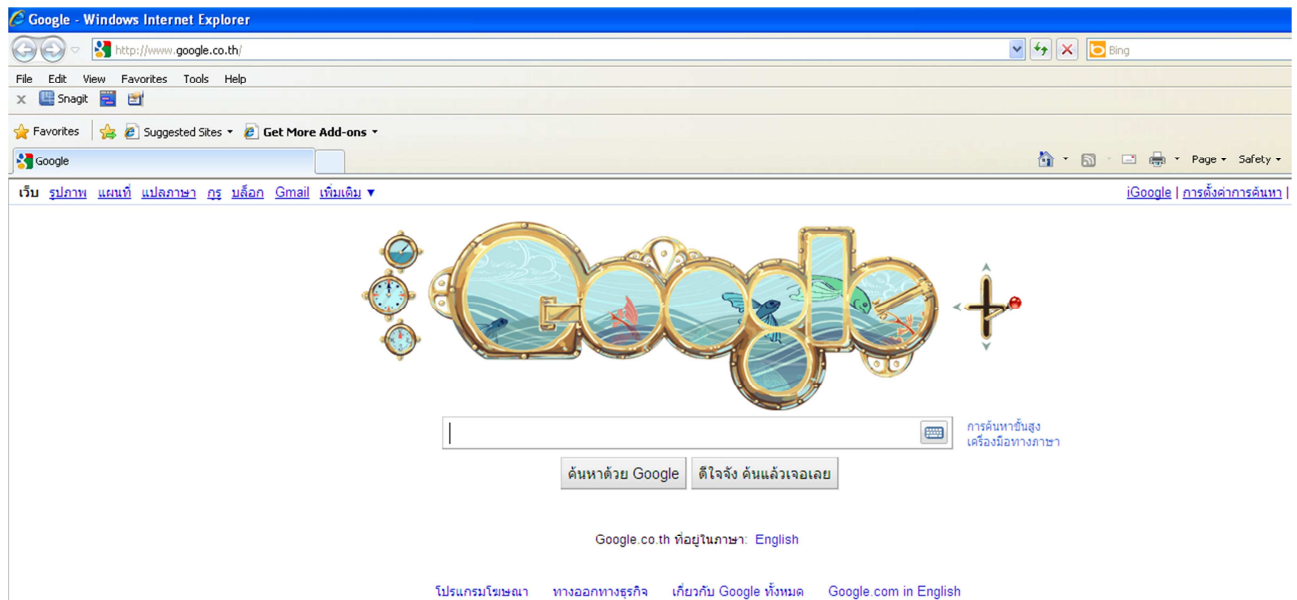 Google - Windows Internet Explorer
http://www.google.co.th/ Bing
File Edit View Favorites Tools Help
x Snagit
Favorites Suggested Sites Get More Add-ons
Google Page Safety
เว็บ รูปภาพ แผนที่ แปลภาษา กูรู บล็อก Gmail เพิ่มเติม ▼ iGoogle | การตั้งค่าการค้นหา |
Google
การค้นหาขั้นสูง
เครื่องมือทางภาษา
ค้นหาด้วย Google ดีใจจัง ค้นแล้วเจอเลย
Google.co.th ที่อยู่ในภาษา: English
โปรแกรมโฆษณา ทางออกทางธุรกิจ เกี่ยวกับ Google ทั้งหมด Google.com in English